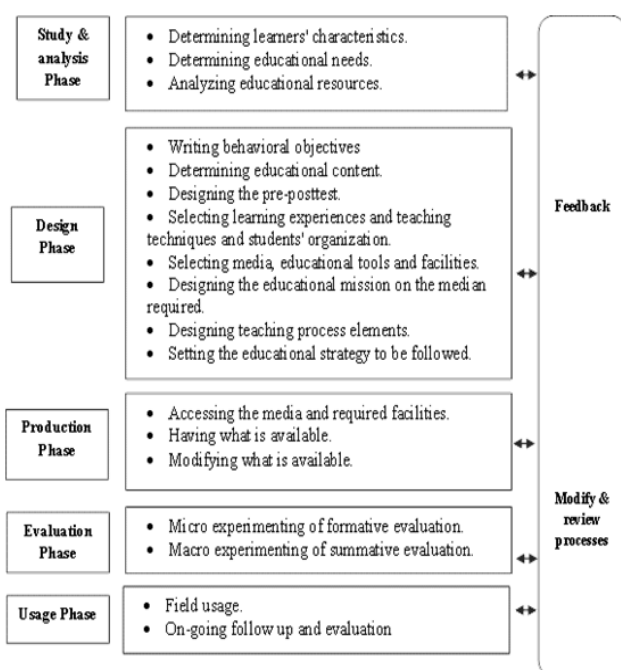 Study &
analysis
Phase
• Determining learners' characteristics.
• Determining educational needs.
• Analyzing educational resources.
Design
Phase
• Writing behavioral objectives
• Determining educational content.
• Designing the pre-posttest.
• Selecting learning experiences and teaching
techniques and students' organization.
• Selecting media, educational tools and facilities.
• Designing the educational mission on the median
required.
• Designing teaching process elements.
• Setting the educational strategy to be followed.
Feedback
Production
Phase
• Accessing the media and required facilities.
• Having what is available.
• Modifying what is available.
Evaluation
Phase
• Micro experimenting of formative evaluation.
• Macro experimenting of summative evaluation.
Modify &
review
processes
Usage Phase
• Field usage.
• On-going follow up and evaluation